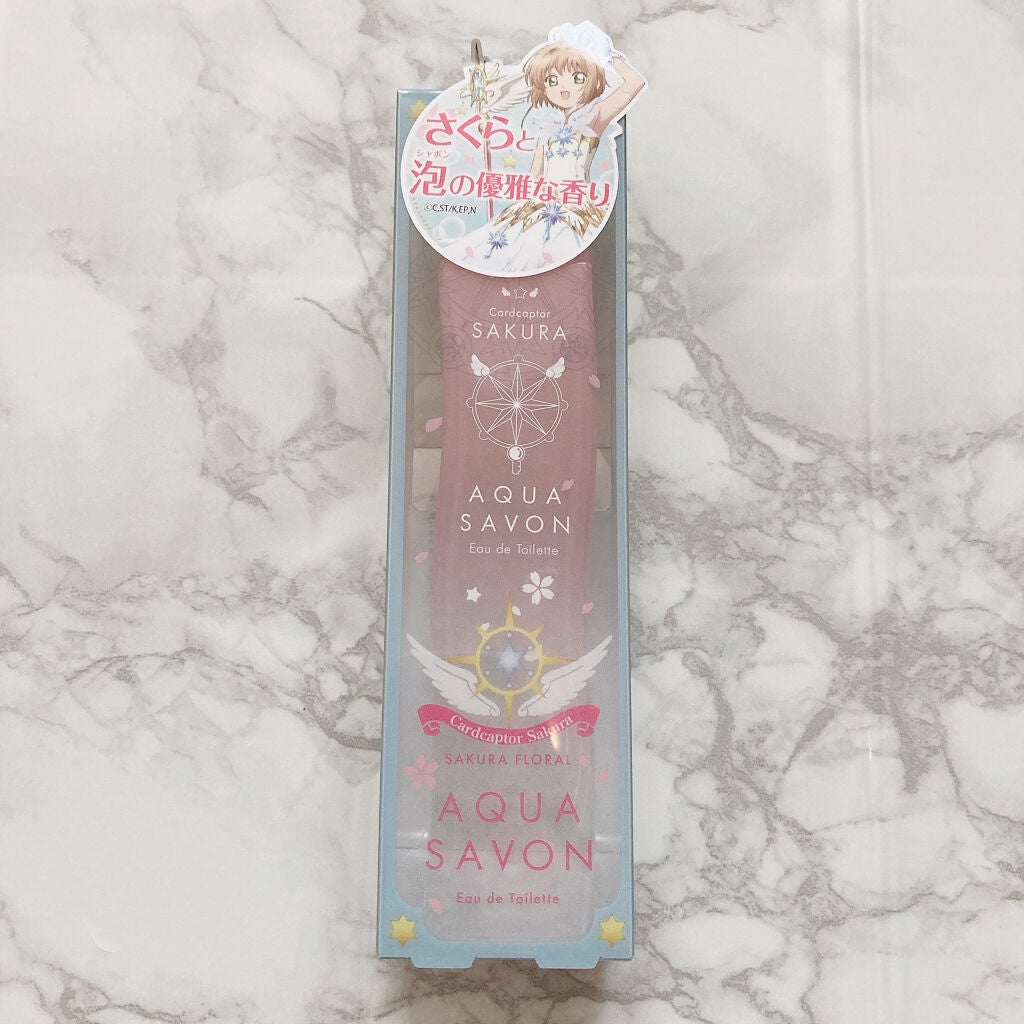 さくらと
シャボン
泡の優雅な香り
©C,ST/K,EP,N
Cardcaptor
SAKURA
AQUA
SAVON
Eau de Toilette
Cardcaptor Sakura
SAKURA FLORAL
AQUA
SAVON
Eau de Toilette